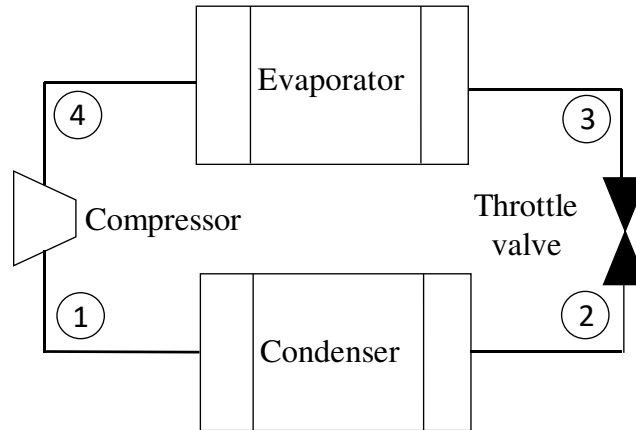 Evaporator
4
3
Compressor
Throttle
valve
1
2
Condenser